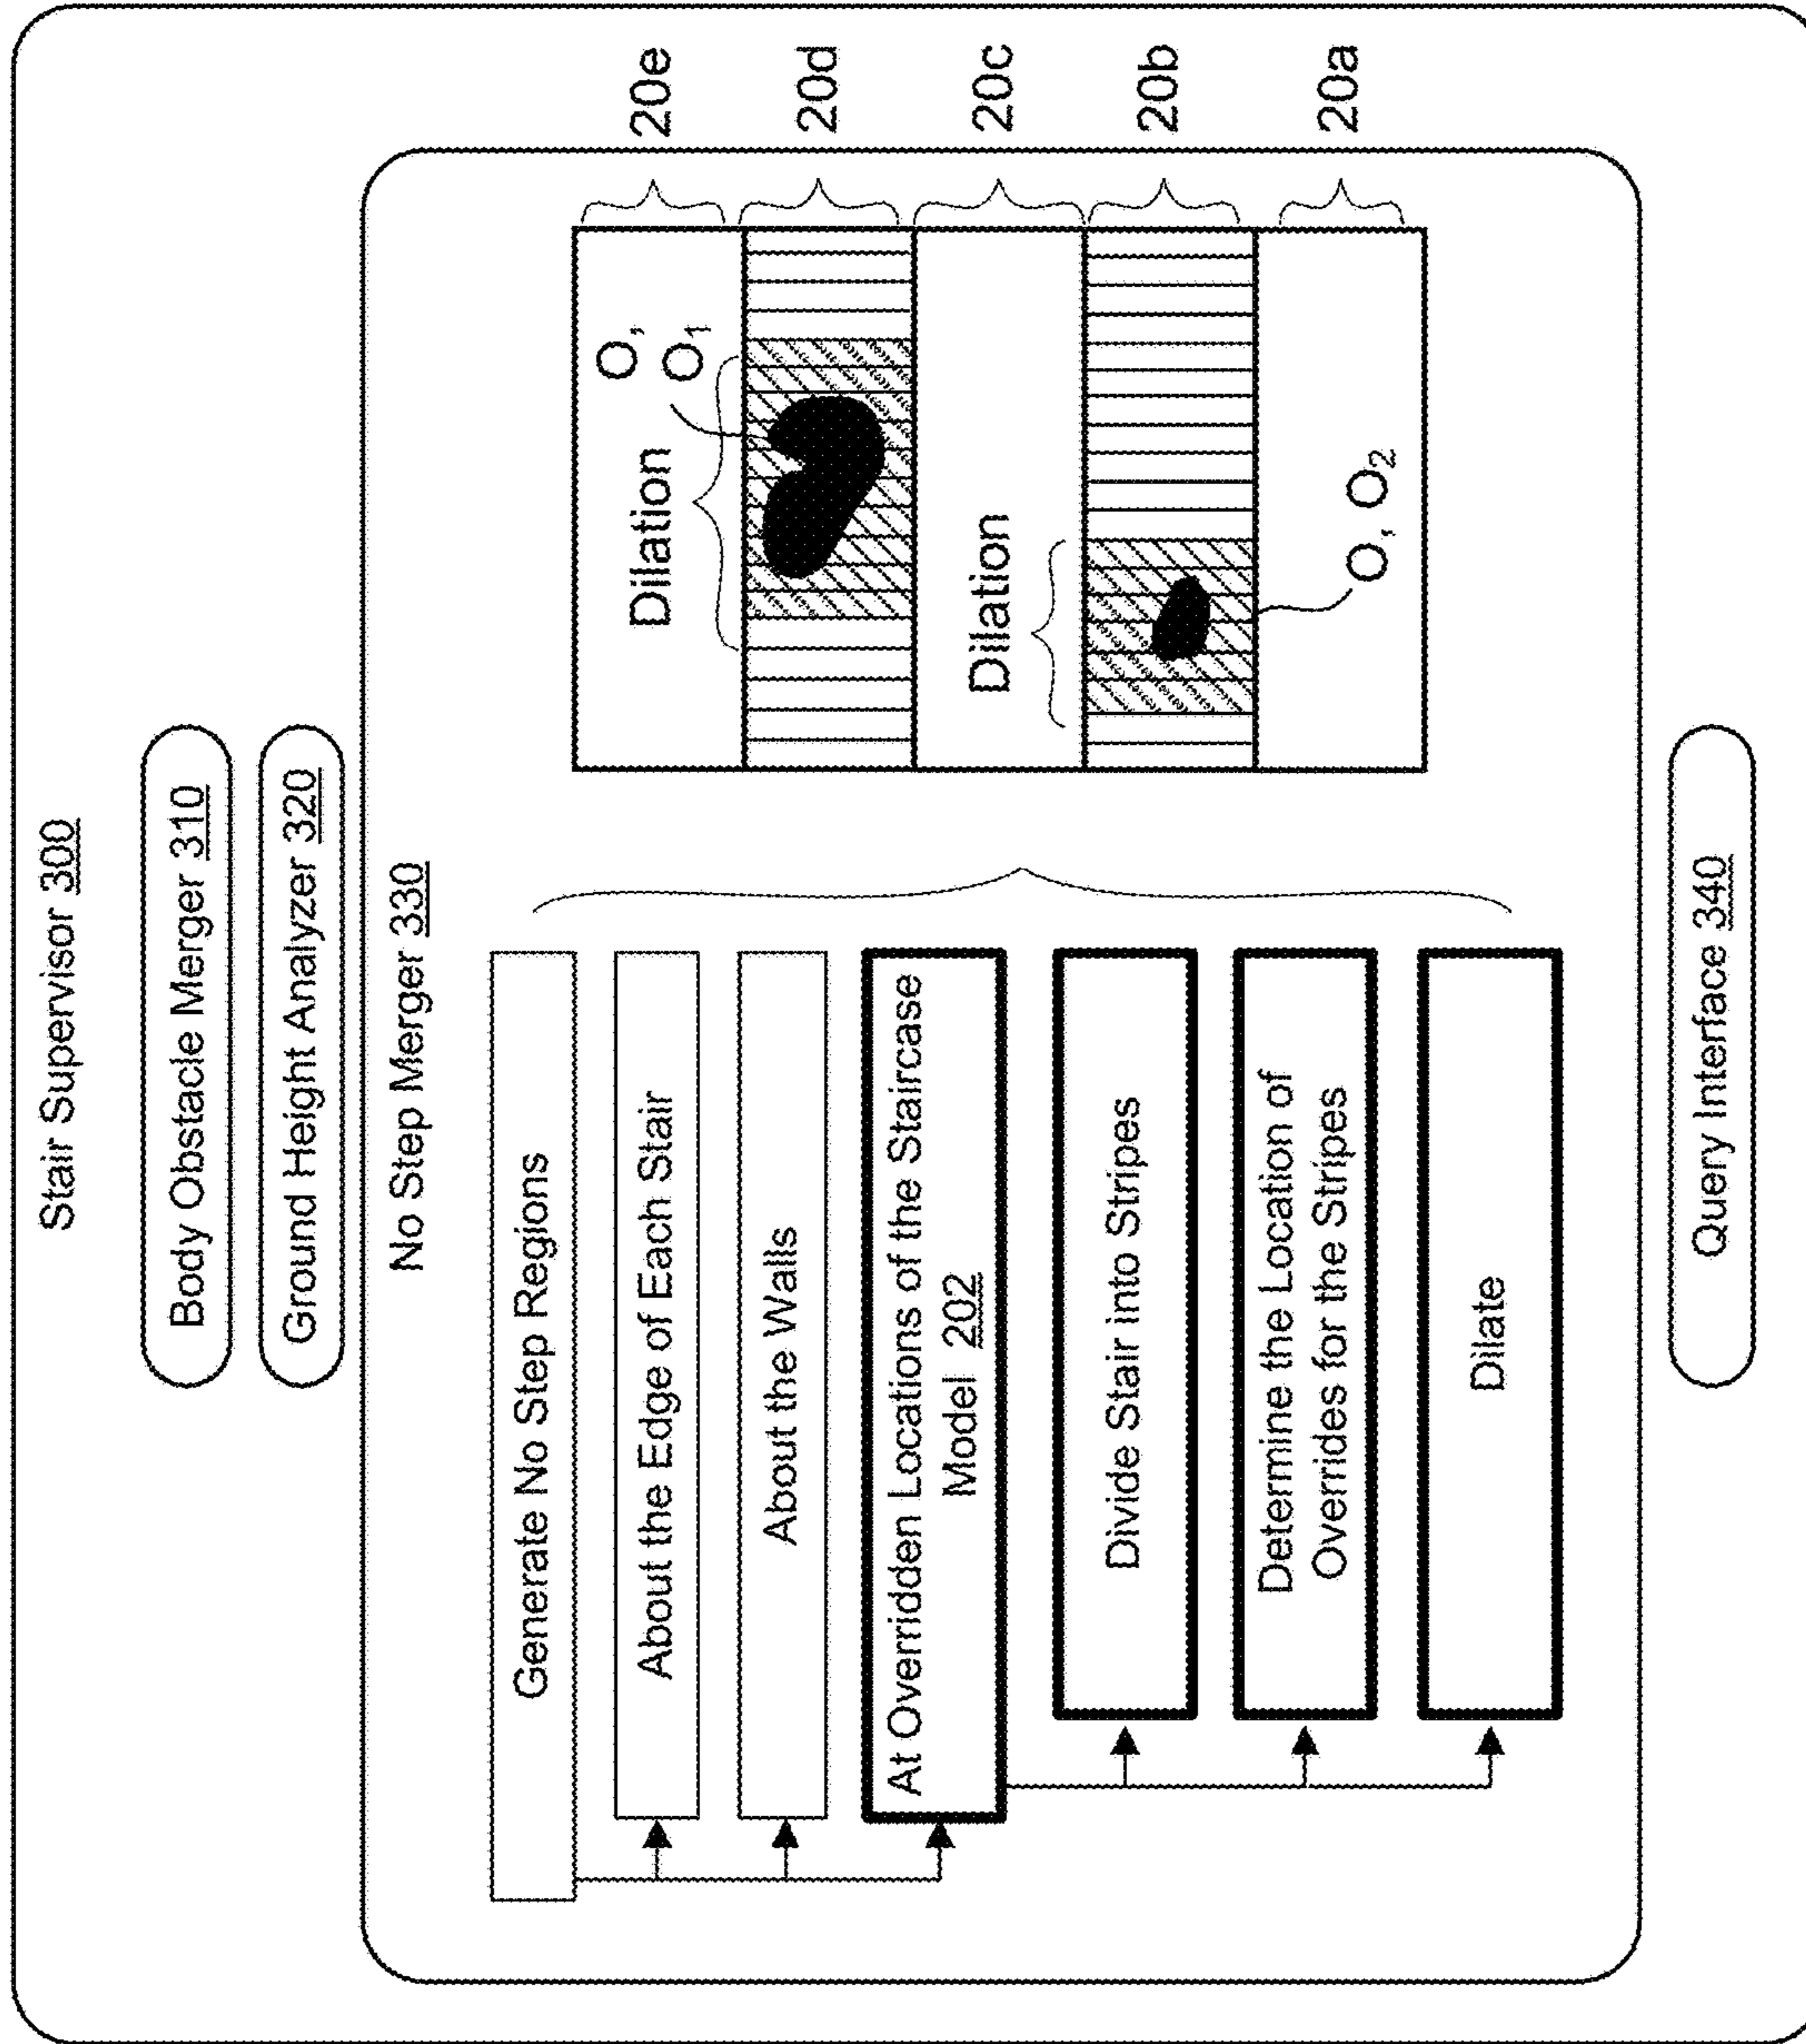 Stair Supervisor 300
Body Obstacle Merger 310
Ground Height Analyzer 320
No Step Merger 330
Generate No Step Regions
About the Edge of Each Stair
About the Walls
At Overridden Locations of the Staircase
Model 202
Divide Stair into Stripes
Determine the Location of
Overrides for the Stripes
Dilate
Dilation
O,
O1
Dilation
O, O2
20e
20d
20c
20b
20a
Query Interface 340